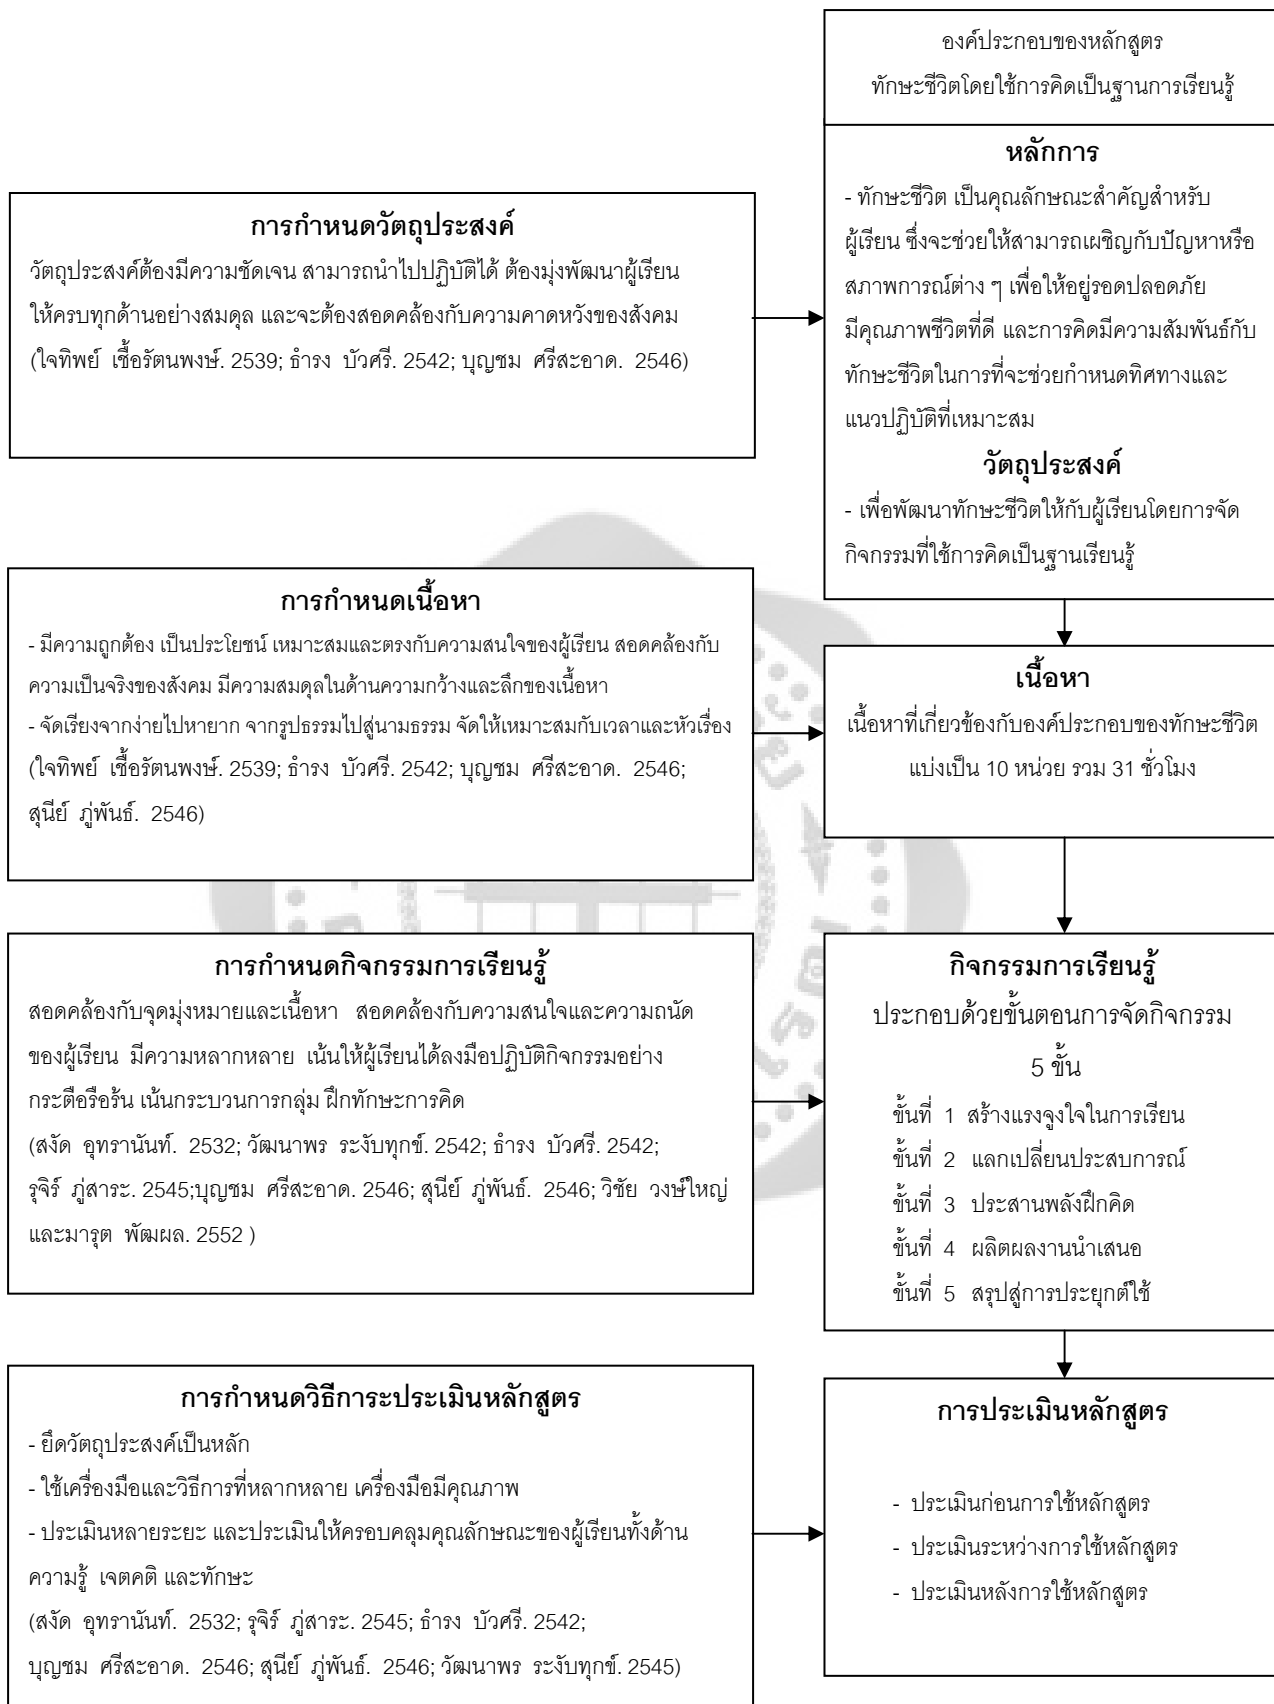 องค์ประกอบของหลักสูตร
ทักษะชีวิตโดยใช้การคิดเป็นฐานการเรียนรู้
หลักการ
- ทักษะชีวิต เป็นคุณลักษณะสำคัญสำหรับ
ผู้เรียน ซึ่งจะช่วยให้สามารถเผชิญกับปัญหาหรือ
สภาพการณ์ต่าง ๆ เพื่อให้อยู่รอดปลอดภัย
มีคุณภาพชีวิตที่ดี และการคิดมีความสัมพันธ์กับ
ทักษะชีวิตในการที่จะช่วยกำหนดทิศทางและ
แนวปฏิบัติที่เหมาะสม
วัตถุประสงค์
- เพื่อพัฒนาทักษะชีวิตให้กับผู้เรียนโดยการจัด
กิจกรรมที่ใช้การคิดเป็นฐานเรียนรู้
การกำหนดวัตถุประสงค์
วัตถุประสงค์ต้องมีความชัดเจน สามารถนำไปปฏิบัติได้ ต้องมุ่งพัฒนาผู้เรียน
ให้ครบทุกด้านอย่างสมดุล และจะต้องสอดคล้องกับความคาดหวังของสังคม
(ใจทิพย์ เชื้อรัตนพงษ์. 2539; ธำรง บัวศรี. 2542; บุญชม ศรีสะอาด. 2546)
การกำหนดเนื้อหา
- มีความถูกต้อง เป็นประโยชน์ เหมาะสมและตรงกับความสนใจของผู้เรียน สอดคล้องกับ
ความเป็นจริงของสังคม มีความสมดุลในด้านความกว้างและลึกของเนื้อหา
- จัดเรียงจากง่ายไปหายาก จากรูปธรรมไปสู่นามธรรม จัดให้เหมาะสมกับเวลาและหัวเรื่อง
(ใจทิพย์ เชื้อรัตนพงษ์. 2539; ธำรง บัวศรี. 2542; บุญชม ศรีสะอาด. 2546;
สุนีย์ ภู่พันธ์. 2546)
เนื้อหา
เนื้อหาที่เกี่ยวข้องกับองค์ประกอบของทักษะชีวิต
แบ่งเป็น 10 หน่วย รวม 31 ชั่วโมง
การกำหนดกิจกรรมการเรียนรู้
สอดคล้องกับจุดมุ่งหมายและเนื้อหา สอดคล้องกับความสนใจและความถนัด
ของผู้เรียน มีความหลากหลาย เน้นให้ผู้เรียนได้ลงมือปฏิบัติกิจกรรมอย่าง
กระตือรือร้น เน้นกระบวนการกลุ่ม ฝึกทักษะการคิด
(สงัด อุทรานันท์. 2532; วัฒนาพร ระงับทุกข์. 2542; ธำรง บัวศรี. 2542;
รุจิร์ ภู่สาระ. 2545;บุญชม ศรีสะอาด. 2546; สุนีย์ ภู่พันธ์. 2546; วิชัย วงษ์ใหญ่
และมารุต พัฒผล. 2552 )
กิจกรรมการเรียนรู้
ประกอบด้วยขั้นตอนการจัดกิจกรรม
5 ขั้น
ขั้นที่ 1 สร้างแรงจูงใจในการเรียน
ขั้นที่ 2 แลกเปลี่ยนประสบการณ์
ขั้นที่ 3 ประสานพลังฝึกคิด
ขั้นที่ 4 ผลิตผลงานนำเสนอ
ขั้นที่ 5 สรุปสู่การประยุกต์ใช้
การกำหนดวิธีการะประเมินหลักสูตร
- ยึดวัตถุประสงค์เป็นหลัก
- ใช้เครื่องมือและวิธีการที่หลากหลาย เครื่องมือมีคุณภาพ
- ประเมินหลายระยะ และประเมินให้ครอบคลุมคุณลักษณะของผู้เรียนทั้งด้าน
ความรู้ เจตคติ และทักษะ
(สงัด อุทรานันท์. 2532; รุจิร์ ภู่สาระ. 2545; ธำรง บัวศรี. 2542;
บุญชม ศรีสะอาด. 2546; สุนีย์ ภู่พันธ์. 2546; วัฒนาพร ระงับทุกข์. 2545)
การประเมินหลักสูตร
- ประเมินก่อนการใช้หลักสูตร
- ประเมินระหว่างการใช้หลักสูตร
- ประเมินหลังการใช้หลักสูตร